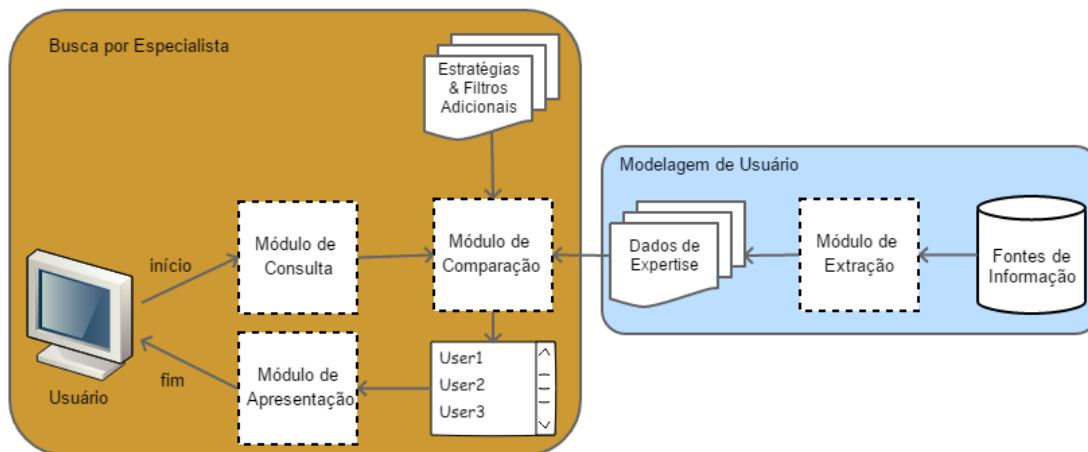 Busca por Especialista
Estratégias
& Filtros
Adicionais
Modelagem de Usuário
Módulo de
Consulta
Módulo de
Comparação
Dados de
Expertise
Módulo de
Extração
Fontes de
Informação
início
fim
Usuário
Módulo de
Apresentação
User1
User2
User3